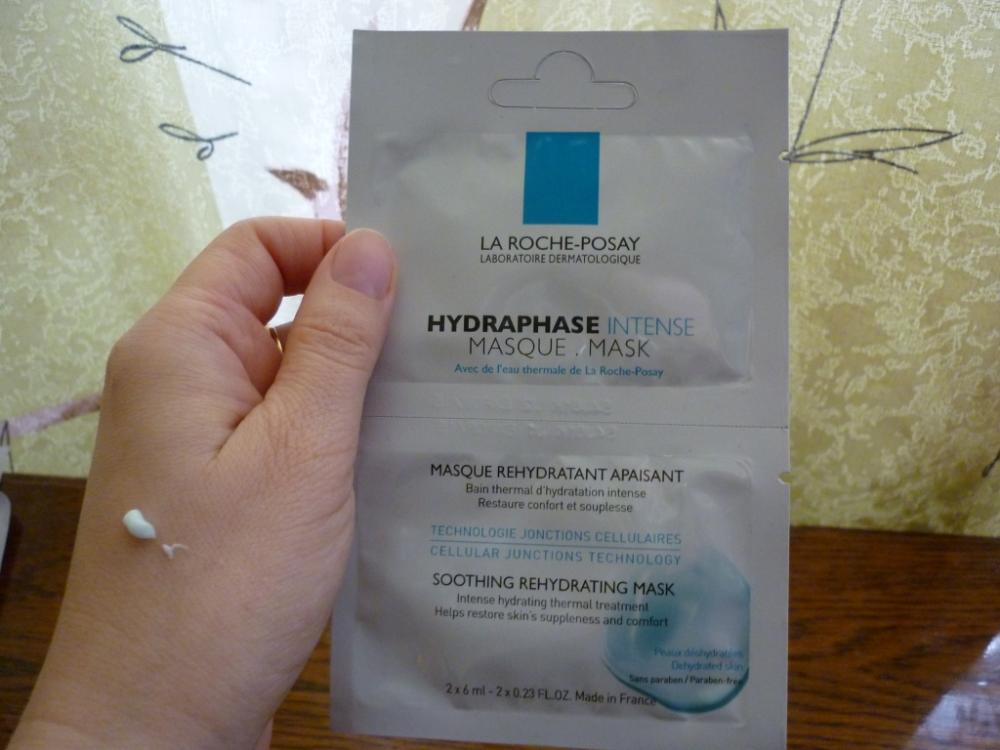 LA ROCHE-POSAY
LABORATOIRE DERMATOLOGIQUE
HYDRAPHASE INTENSE
MASQUE . MASK
Avec de l'eau thermale de La Roche-Posay
MASQUE REHYDRATANT APAISANT
Bain thermal d'hydratation intense
Restaure confort et souplesse
TECHNOLOGIE JONCTIONS CELLULAIRES
CELLULAR JUNCTIONS TECHNOLOGY
SOOTHING REHYDRATING MASK
Intense hydrating thermal treatment
Helps restore skin's suppleness and comfort
Peaux déshydratées
Dehydrated skin
Sans paraben / Paraben-free
2 x 6 ml - 2 x 0.23 FL.OZ. Made in France